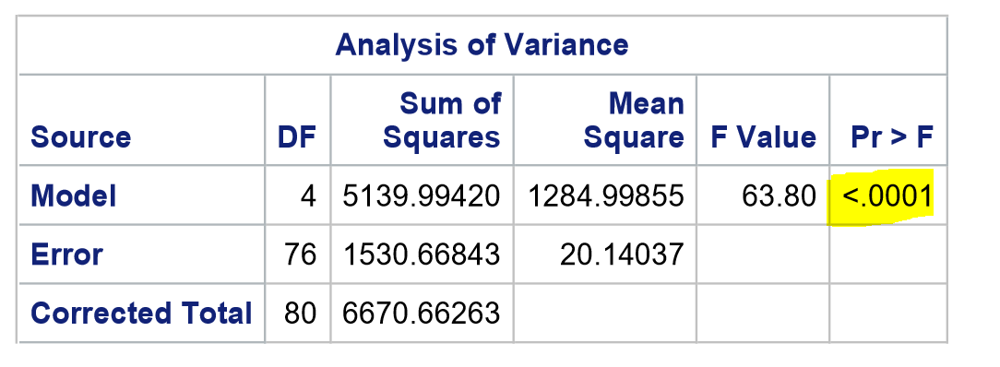 Analysis of Variance
Source DF Sum of Squares Mean Square F Value Pr > F
Model 4 5139.99420 1284.99855 63.80 <.0001
Error 76 1530.66843 20.14037
Corrected Total 80 6670.66263